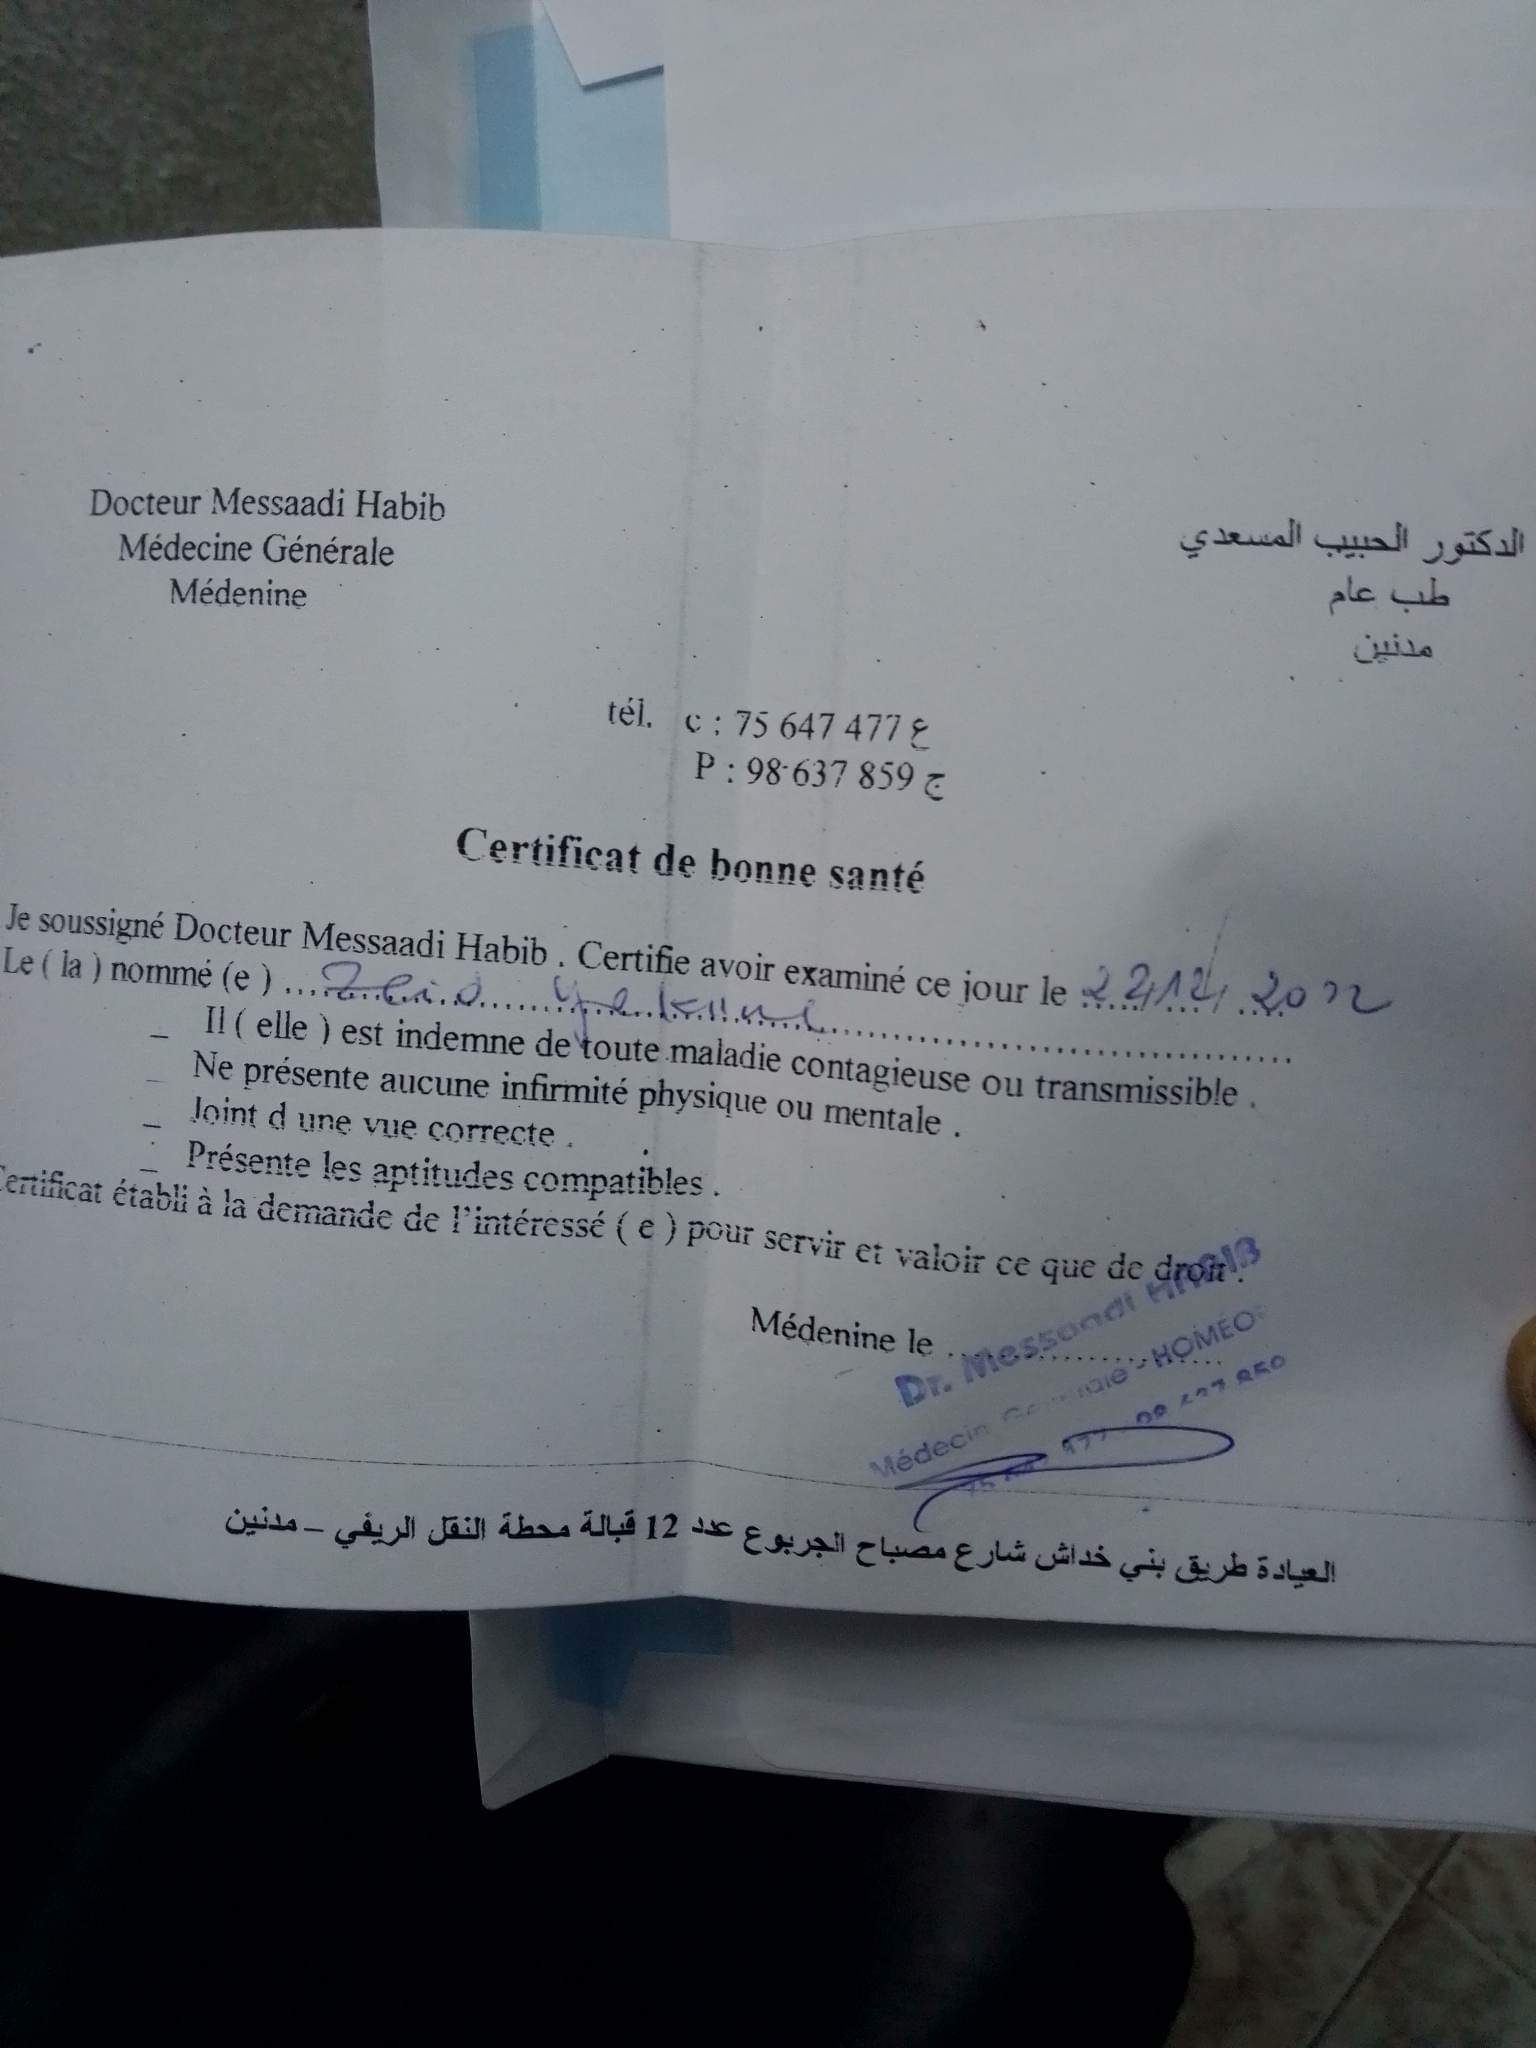 Docteur Messaadi Habib
Médecine Générale
Médenine
الدكتور الحبيب المسعدي
طب عام
مدنين
tél. c : 75 647 477 ع
P : 98 637 859 ج
Certificat de bonne santé
Je soussigné Docteur Messaadi Habib . Certifie avoir examiné ce jour le 22/12/2022
Le ( la ) nommé (e ) .... Zeid
_ Il ( elle ) est indemne de toute maladie contagieuse ou transmissible .
_ Ne présente aucune infirmité physique ou mentale .
_ Joint d une vue correcte .
_ Présente les aptitudes compatibles .
Certificat établi à la demande de l'intéressé ( e ) pour servir et valoir ce que de droit .
Médenine le ........................
Dr. Messaadi HABIB
Médecin - HOMEO
العيادة طريق بني خداش شارع مصباح الجربوع عدد 12 قبالة محطة النقل الريفي – مدنين